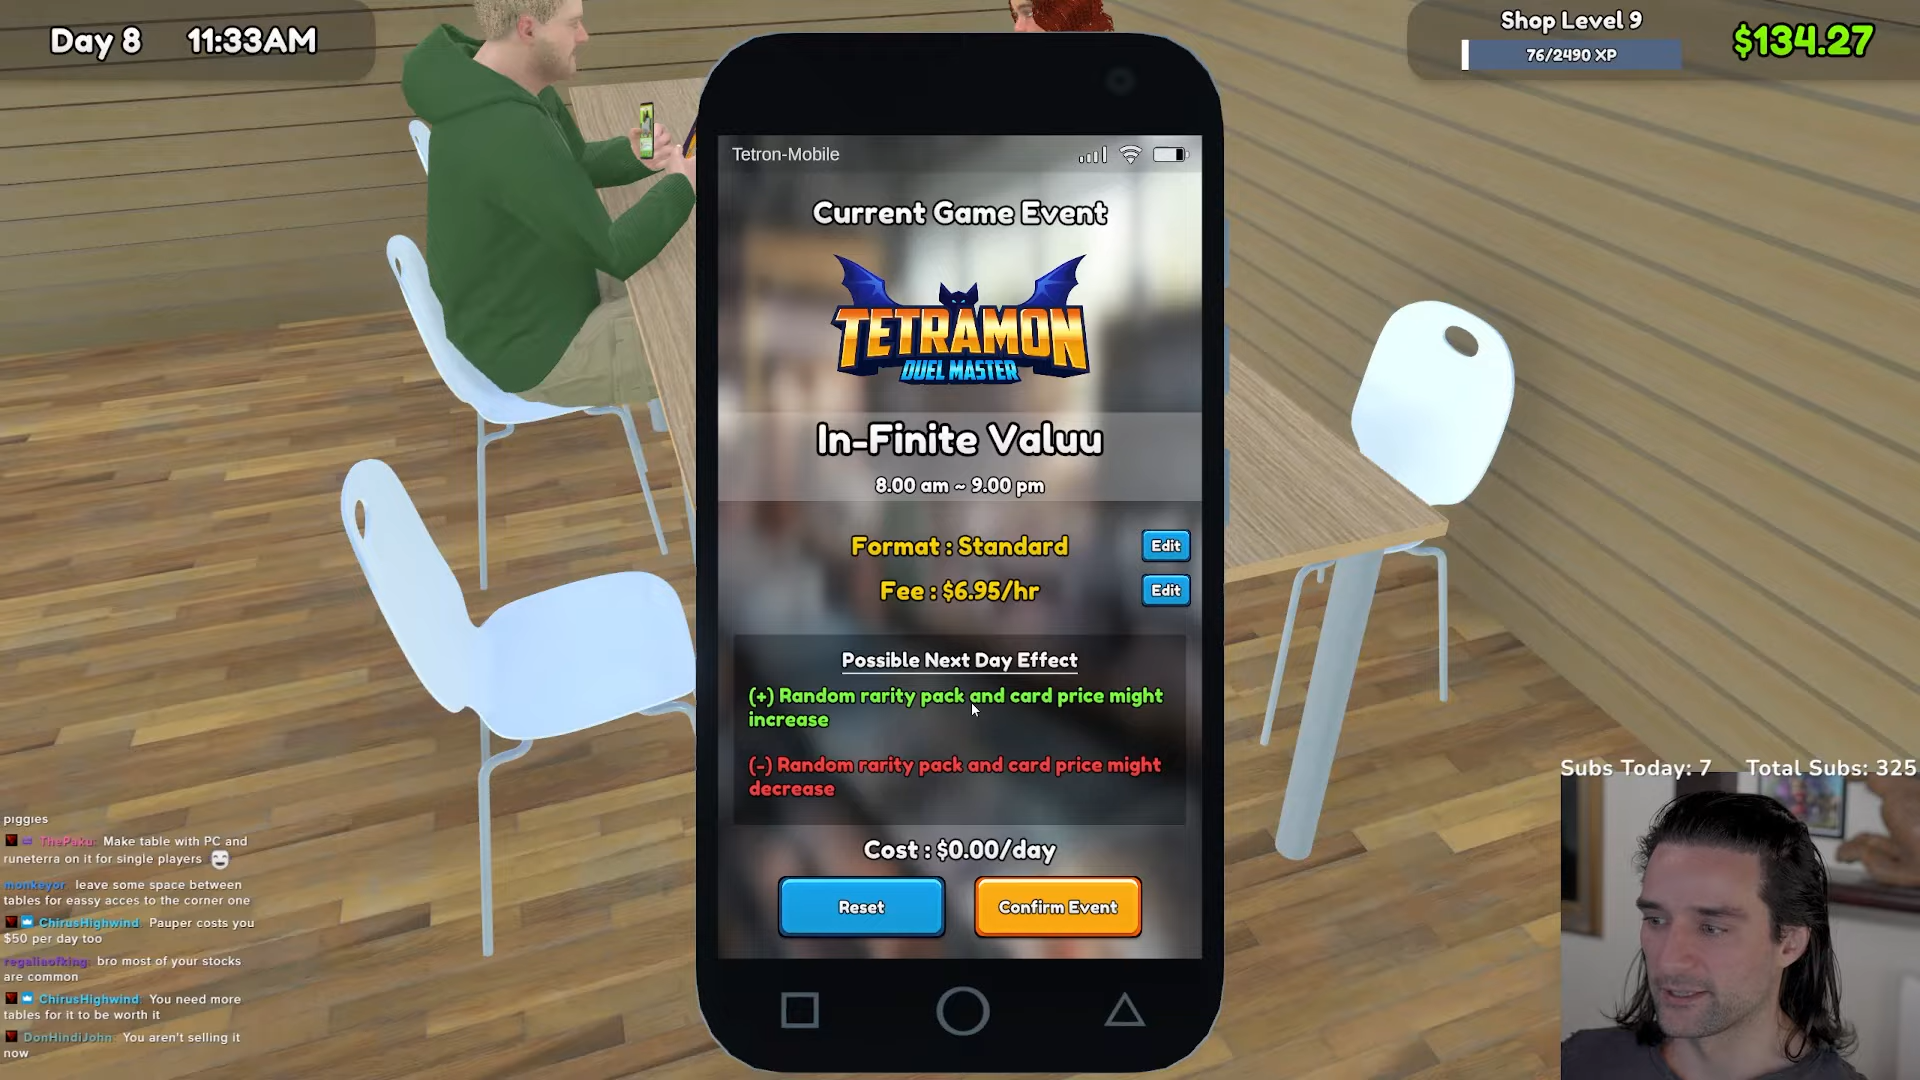 Day 8 11:33AM
Shop Level 9
76/2490 XP
$134.27
Tetron-Mobile
Current Game Event
TETRAMON
DUEL MASTER
In-Finite Valuu
8.00 am ~ 9.00 pm
Format : Standard
Edit
Fee : $6.95/hr
Edit
Possible Next Day Effect
(+) Random rarity pack and card price might
increase
(-) Random rarity pack and card price might
decrease
Cost : $0.00/day
Reset
Confirm Event
Subs Today: 7 Total Subs: 325
piggies
ThePaku: Make table with PC and
runeterra on it for single players
monkeyor: leave some space between
tables for eassy acces to the corner one
ChirusHighwind: Pauper costs you
$50 per day too
regaliaofking: bro most of your stocks
are common
ChirusHighwind: You need more
tables for it to be worth it
DonHindiJohn: You aren't selling it
now